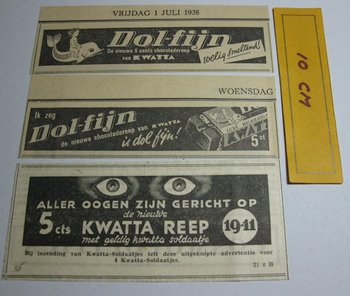 VRIJDAG 1 JULI 1938
Dol-fijn
De nieuwe 5 cents chocoladereep
van KWATTA
welig smeltend!
10 CM
WOENSDAG
Ik zeg
Dol-fijn
de nieuwe chocoladereep van KWATTA
is dol fijn!
5 ct
ALLER OOGEN ZIJN GERICHT OP
de nieuwe
5 cts KWATTA REEP 19-11
met geldig kwatta soldaatje
Bij inzending van Kwatta-Soldaatjes telt deze uitgeknipte advertentie voor
4 Kwatta-Soldaatjes.